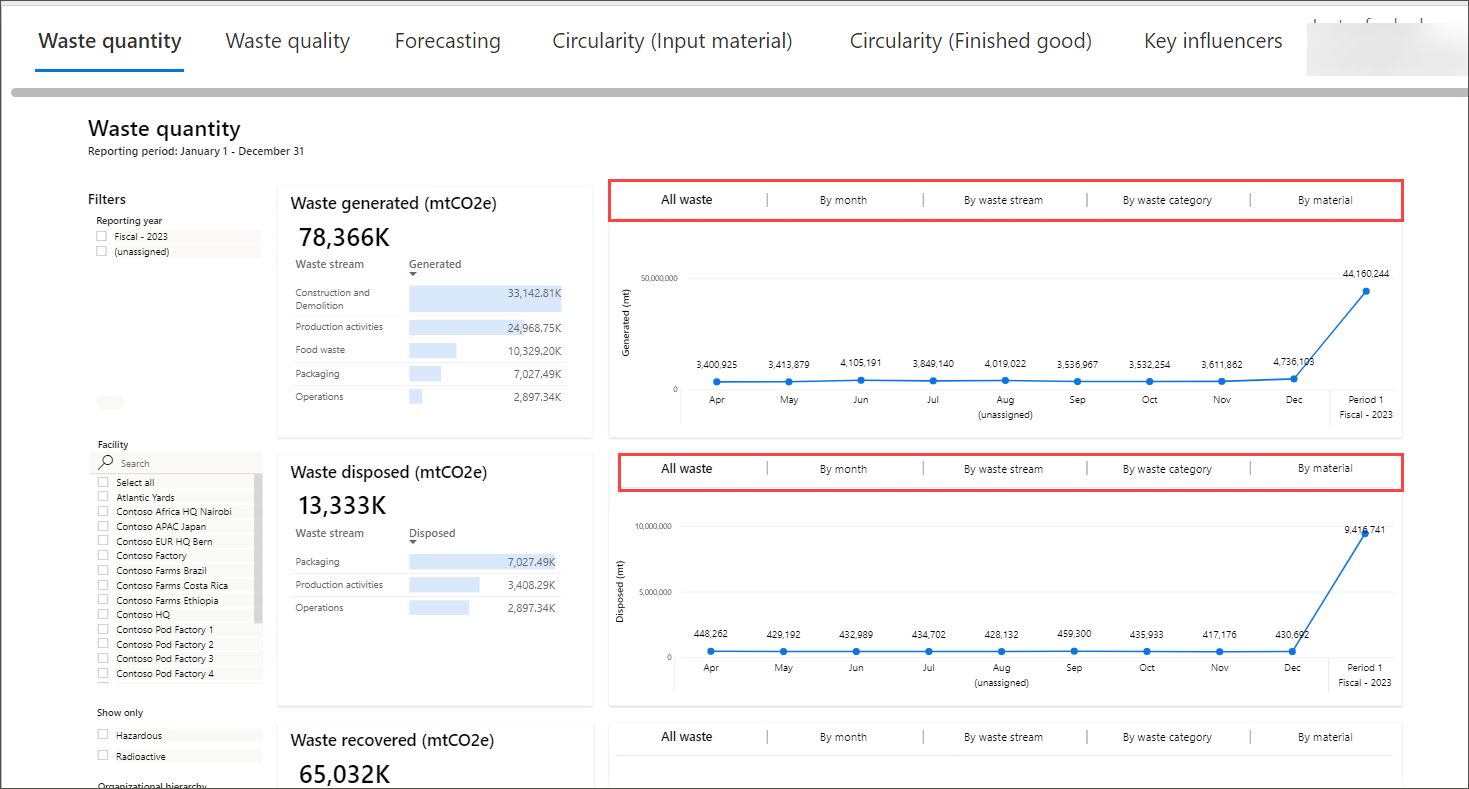 Waste quantity
Waste quality
Forecasting
Circularity (Input material)
Circularity (Finished good)
Key influencers
Waste quantity
Reporting period: January 1 - December 31
Filters
Reporting year
Fiscal - 2023
(unassigned)
Facility
Search
Select all
Atlantic Yards
Contoso Africa HQ Nairobi
Contoso APAC Japan
Contoso EUR HQ Bern
Contoso Factory
Contoso Farms Brazil
Contoso Farms Costa Rica
Contoso Farms Ethiopia
Contoso HQ
Contoso Pod Factory 1
Contoso Pod Factory 2
Contoso Pod Factory 3
Contoso Pod Factory 4
Show only
Hazardous
Radioactive
Organizational hierarchy
Waste generated (mtCO2e)
78,366K
Waste stream Generated
Construction and
Demolition 33,142.81K
Production activities 24,968.75K
Food waste 10,329.20K
Packaging 7,027.49K
Operations 2,897.34K
All waste | By month | By waste stream | By waste category | By material
Generated (mt)
50,000,000
0
3,400,925 3,413,879 4,105,191 3,849,140 4,019,022 3,536,967 3,532,254 3,611,862 4,736,103 44,160,244
Apr May Jun Jul Aug Sep Oct Nov Dec Period 1
(unassigned) Fiscal - 2023
Waste disposed (mtCO2e)
13,333K
Waste stream Disposed
Packaging 7,027.49K
Production activities 3,408.29K
Operations 2,897.34K
All waste | By month | By waste stream | By waste category | By material
Disposed (mt)
10,000,000
5,000,000
0
448,262 429,192 432,989 434,702 428,132 459,300 435,933 417,176 430,692 9,416,741
Apr May Jun Jul Aug Sep Oct Nov Dec Period 1
(unassigned) Fiscal - 2023
Waste recovered (mtCO2e)
65,032K
All waste | By month | By waste stream | By waste category | By material